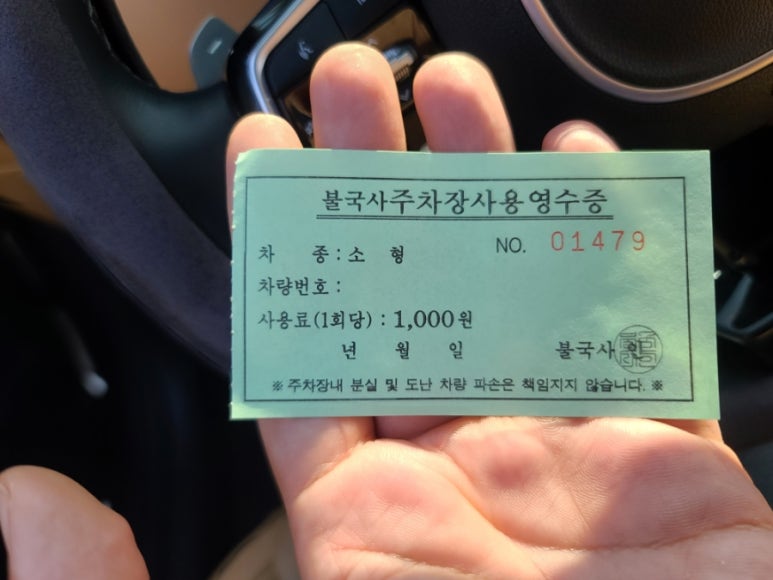 불국사주차장사용영수증
차 종 : 소 형 NO. 01479
차량번호 :
사용료(1회당) : 1,000원
년 월 일 불국사 인
※ 주차장내 분실 및 도난 차량 파손은 책임지지 않습니다. ※